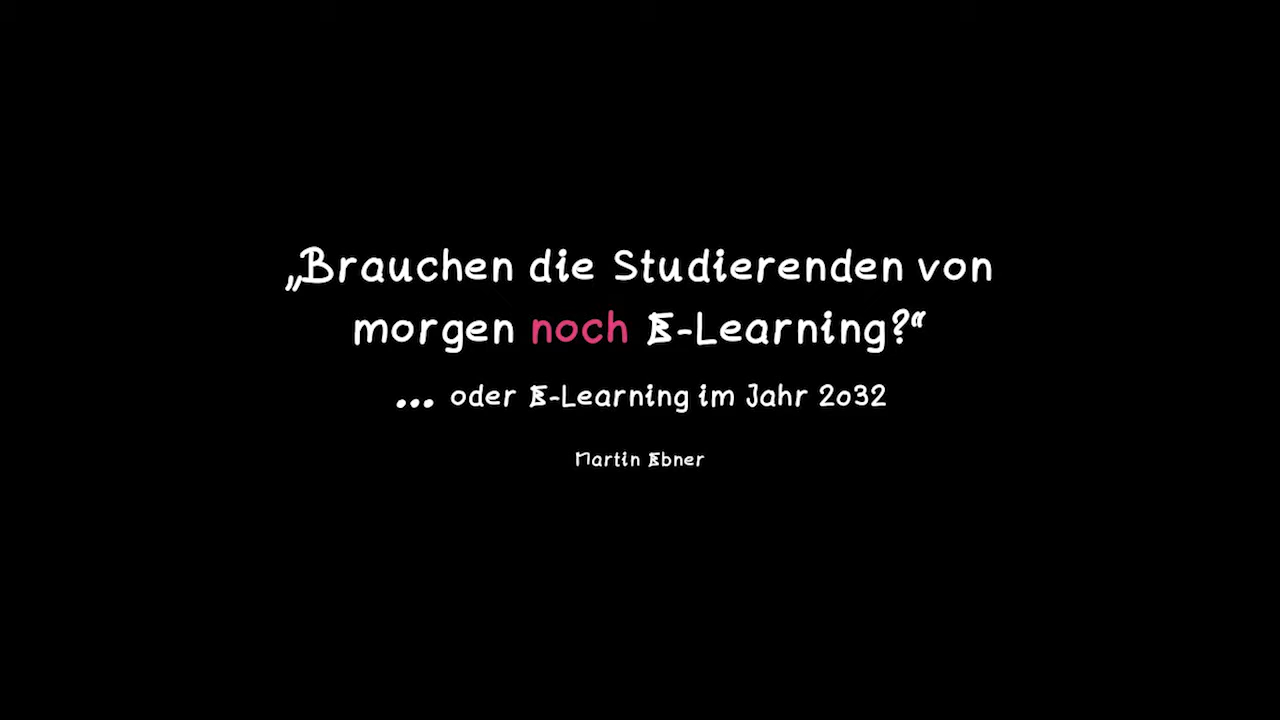 „Brauchen die Studierenden von
morgen noch E-Learning?“
... oder E-Learning im Jahr 2032
Martin Ebner